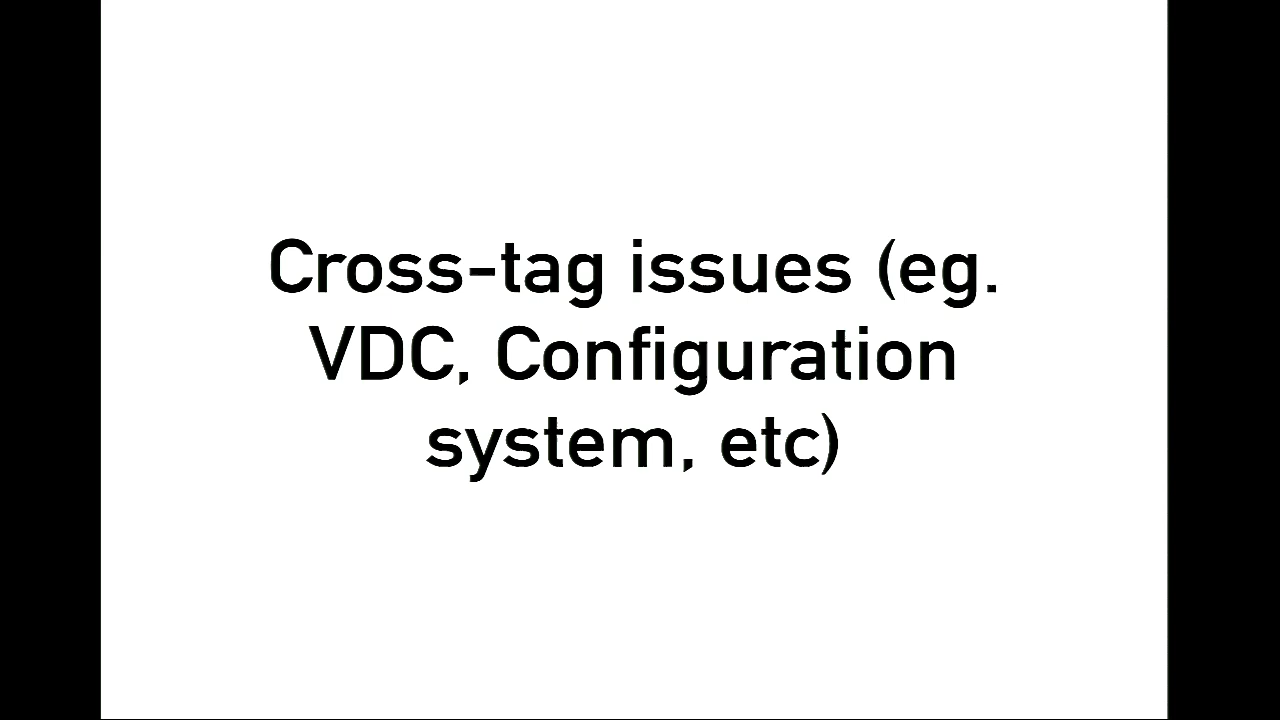 Cross-tag issues (eg.
VDC, Configuration
system, etc)